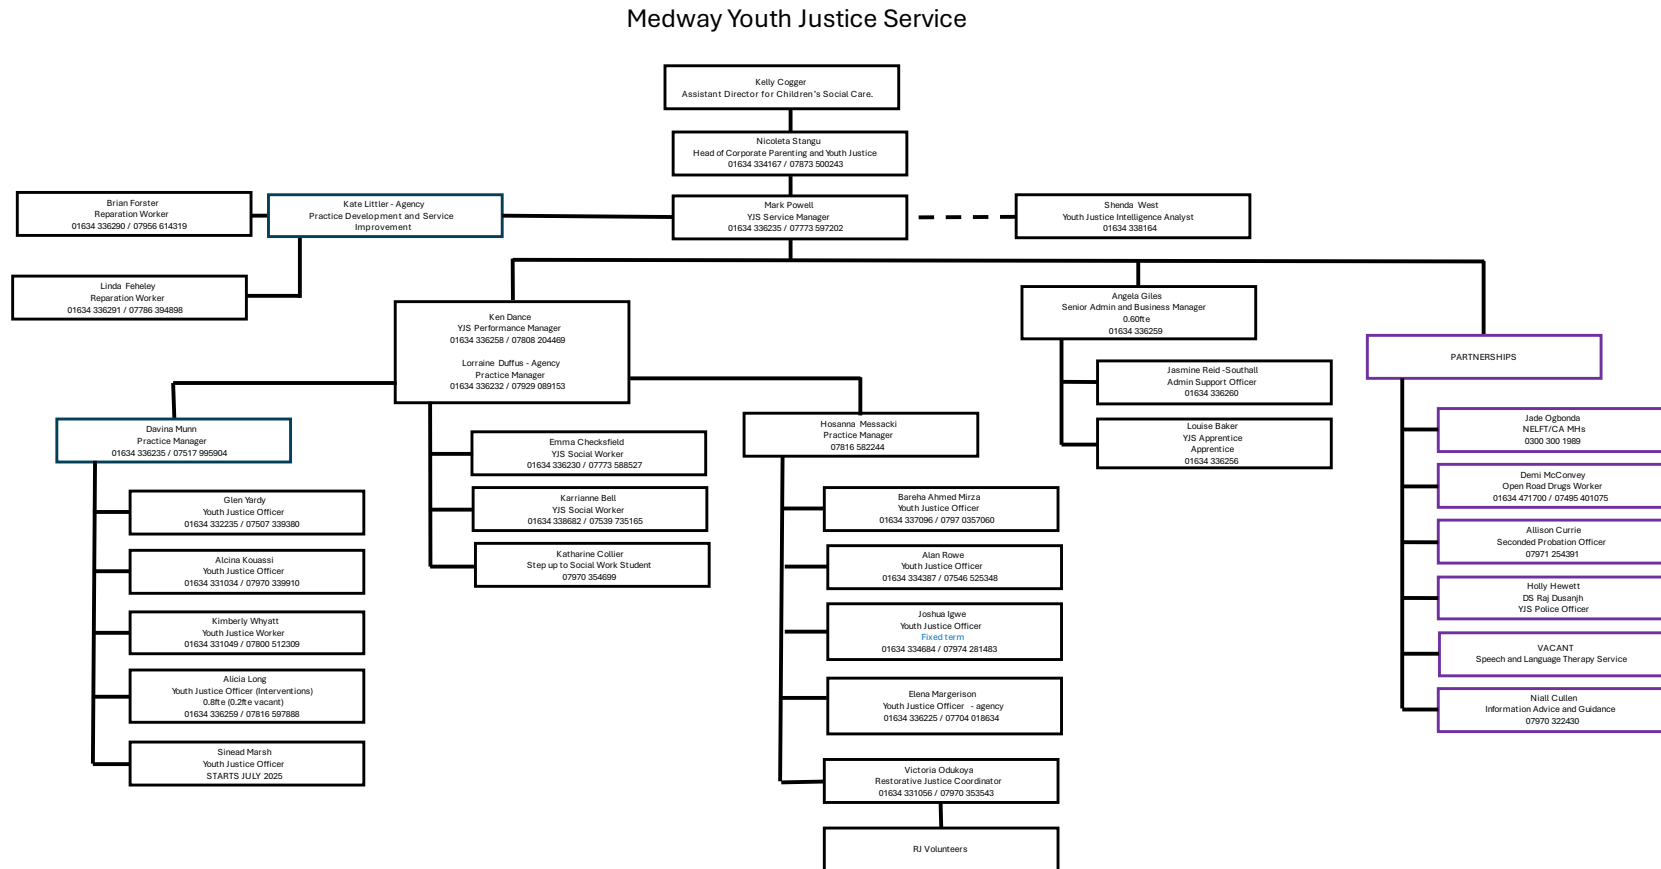 Medway Youth Justice Service
Kelly Cogger
Assistant Director for Children's Social Care.
Nicoleta Stangu
Head of Corporate Parenting and Youth Justice
01634 334167 / 07873 500243
Brian Forster
Reparation Worker
01634 336290 / 07956 614319
Kate Littler - Agency
Practice Development and Service
Improvement
Mark Powell
YJS Service Manager
01634 336235 / 07773 597202
Shenda West
Youth Justice Intelligence Analyst
01634 338164
Linda Feheley
Reparation Worker
01634 336291 / 07786 394898
Ken Dance
YJS Performance Manager
01634 336258 / 07808 204469
Lorraine Duffus - Agency
Practice Manager
01634 336232 / 07929 089153
Angela Giles
Senior Admin and Business Manager
0.60fte
01634 336259
PARTNERSHIPS
Jasmine Reid -Southall
Admin Support Officer
01634 336260
Louise Baker
YJS Apprentice
Apprentice
01634 336256
Davina Munn
Practice Manager
01634 336235 / 07517 995904
Glen Yardy
Youth Justice Officer
01634 332235 / 07507 339380
Alcina Kouassi
Youth Justice Officer
01634 331034 / 07970 339910
Kimberly Whyatt
Youth Justice Worker
01634 331049 / 07800 512309
Alicia Long
Youth Justice Officer (Interventions)
0.8fte (0.2fte vacant)
01634 336259 / 07816 597888
Sinead Marsh
Youth Justice Officer
STARTS JULY 2025
Emma Checksfield
YJS Social Worker
01634 336230 / 07773 588527
Karrianne Bell
YJS Social Worker
01634 338682 / 07539 735165
Katharine Collier
Step up to Social Work Student
07970 354699
Hosanna Messacki
Practice Manager
07816 582244
Bareha Ahmed Mirza
Youth Justice Officer
01634 337096 / 0797 0357060
Alan Rowe
Youth Justice Officer
01634 334387 / 07546 525348
Joshua Igwe
Youth Justice Officer
Fixed term
01634 334684 / 07974 281483
Elena Margerison
Youth Justice Officer - agency
01634 336225 / 07704 018634
Victoria Odukoya
Restorative Justice Coordinator
01634 331056 / 07970 353543
RJ Volunteers
Jade Ogbonda
NELFT/CA MHs
0300 300 1989
Demi McConvey
Open Road Drugs Worker
01634 471700 / 07495 401075
Allison Currie
Seconded Probation Officer
07971 254391
Holly Hewett
DS Raj Dusanjh
YJS Police Officer
VACANT
Speech and Language Therapy Service
Niall Cullen
Information Advice and Guidance
07970 322430